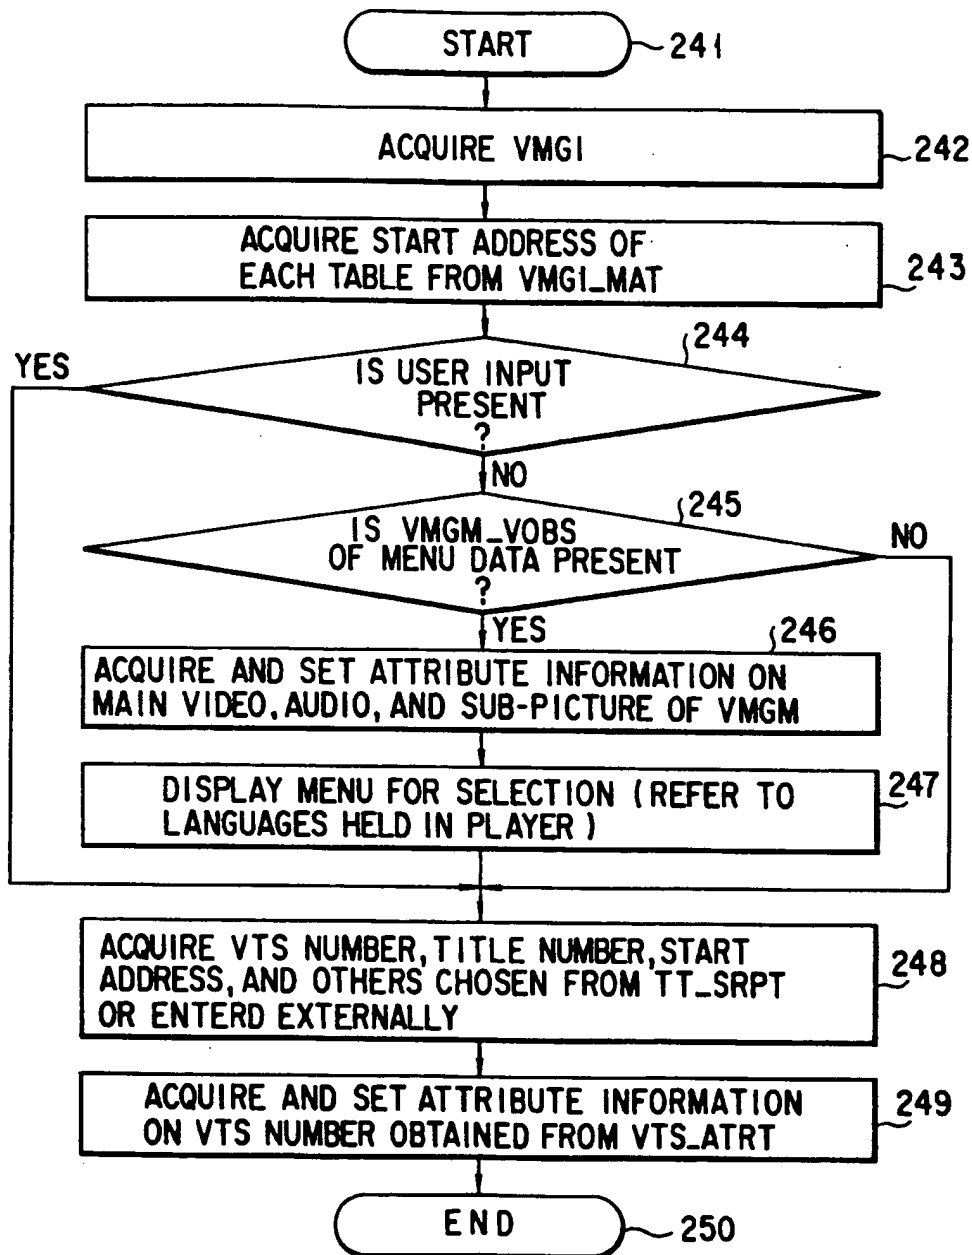 START
241
ACQUIRE VMGI
242
ACQUIRE START ADDRESS OF
EACH TABLE FROM VMGI_MAT
243
244
YES
IS USER INPUT
PRESENT
?
NO
245
IS VMGM_VOBS
OF MENU DATA PRESENT
?
NO
YES
246
ACQUIRE AND SET ATTRIBUTE INFORMATION ON
MAIN VIDEO, AUDIO, AND SUB-PICTURE OF VMGM
DISPLAY MENU FOR SELECTION (REFER TO
LANGUAGES HELD IN PLAYER)
247
ACQUIRE VTS NUMBER, TITLE NUMBER, START
ADDRESS, AND OTHERS CHOSEN FROM TT_SRPT
OR ENTERD EXTERNALLY
248
ACQUIRE AND SET ATTRIBUTE INFORMATION
ON VTS NUMBER OBTAINED FROM VTS_ATRT
249
END
250